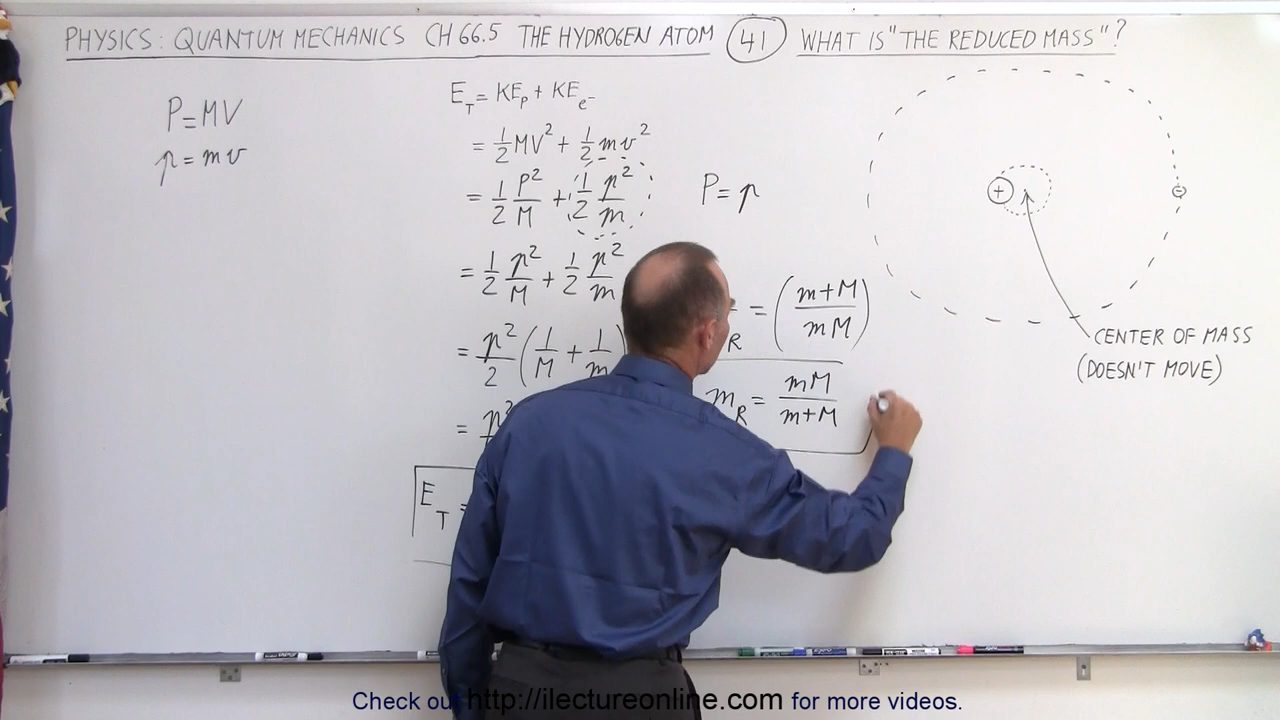 PHYSICS: QUANTUM MECHANICS CH 66.5 THE HYDROGEN ATOM 41 WHAT IS "THE REDUCED MASS"?
P = MV
p = mv
E_T = KE_P + KE_e-
= 1/2 MV² + 1/2 mv²
= 1/2 P²/M + 1/2 p²/m
P = p
= 1/2 p²/M + 1/2 p²/m
= p²/2 (1/M + 1/m)
= p²
E_T =
R = (m+M / mM)
m_R = mM / m+M
+
-
CENTER OF MASS
(DOESN'T MOVE)
Check out http://ilectureonline.com for more videos.